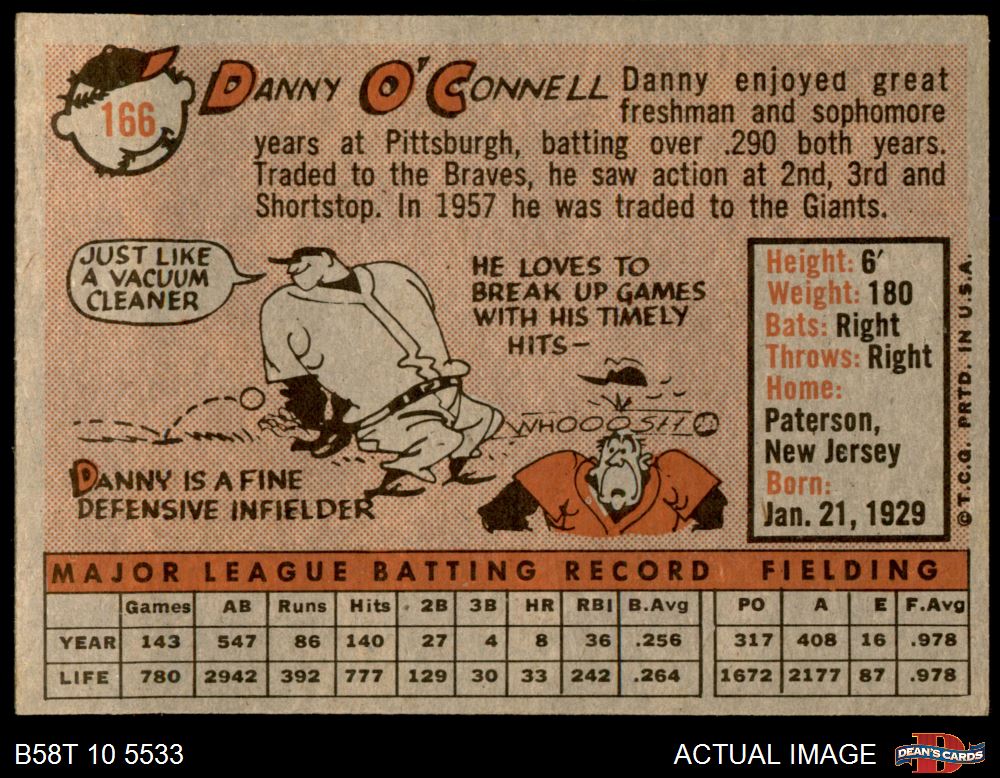 166
DANNY O'CONNELL
Danny enjoyed great
freshman and sophomore
years at Pittsburgh, batting over .290 both years.
Traded to the Braves, he saw action at 2nd, 3rd and
Shortstop. In 1957 he was traded to the Giants.
JUST LIKE
A VACUUM
CLEANER
HE LOVES TO
BREAK UP GAMES
WITH HIS TIMELY
HITS-
WHOOOSH
DANNY IS A FINE
DEFENSIVE INFIELDER
Height: 6'
Weight: 180
Bats: Right
Throws: Right
Home:
Paterson,
New Jersey
Born:
Jan. 21, 1929
© T.C.G. PRTD. IN U.S.A.
MAJOR LEAGUE BATTING RECORD FIELDING
Games AB Runs Hits 2B 3B HR RBI B.Avg PO A E F.Avg
YEAR 143 547 86 140 27 4 8 36 .256 317 408 16 .978
LIFE 780 2942 392 777 129 30 33 242 .264 1672 2177 87 .978
B58T 10 5533 ACTUAL IMAGE
D
DEAN'S CARDS